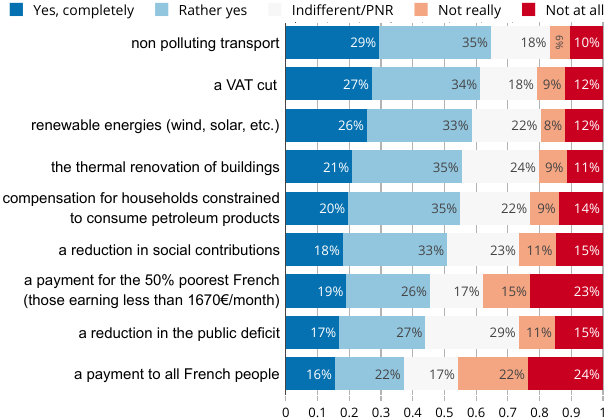 Yes, completely Rather yes Indifferent/PNR Not really Not at all
non polluting transport 29% 35% 18% 6% 10%
a VAT cut 27% 34% 18% 9% 12%
renewable energies (wind, solar, etc.) 26% 33% 22% 8% 12%
the thermal renovation of buildings 21% 35% 24% 9% 11%
compensation for households constrained
to consume petroleum products 20% 35% 22% 9% 14%
a reduction in social contributions 18% 33% 23% 11% 15%
a payment for the 50% poorest French
(those earning less than 1670€/month) 19% 26% 17% 15% 23%
a reduction in the public deficit 17% 27% 29% 11% 15%
a payment to all French people 16% 22% 17% 22% 24%
0 0.1 0.2 0.3 0.4 0.5 0.6 0.7 0.8 0.9